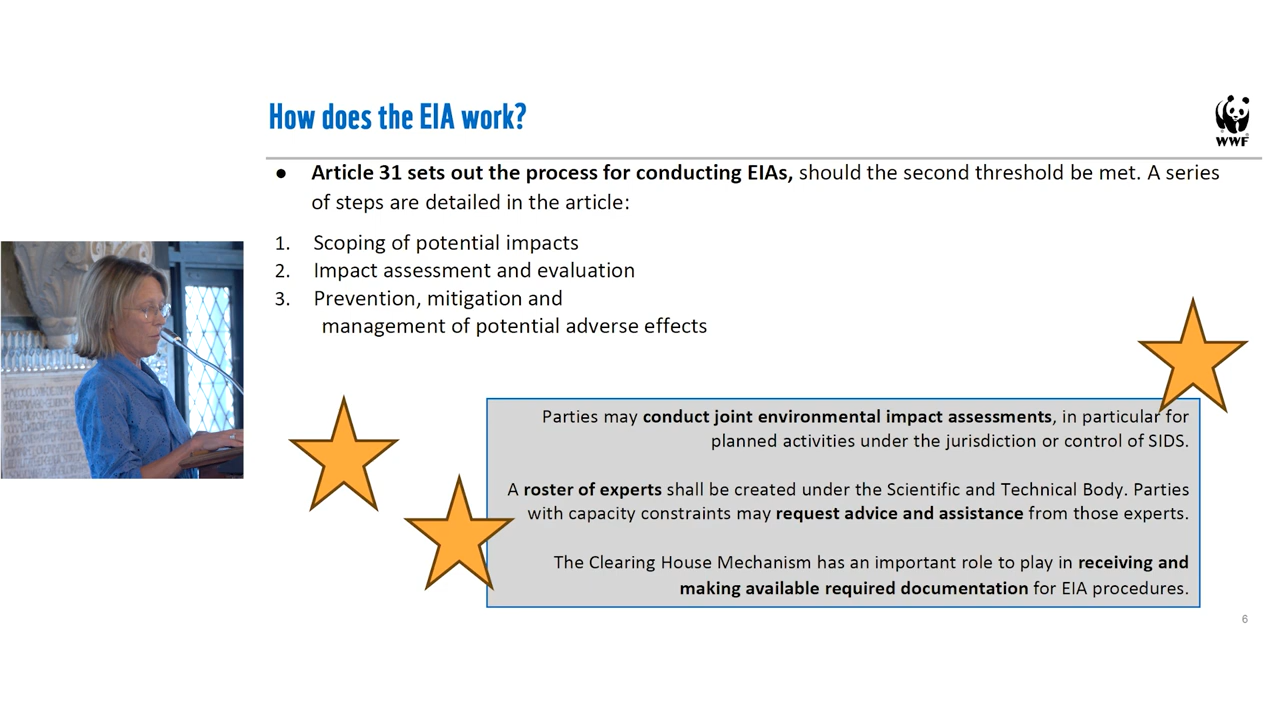 How does the EIA work?
WWF
● Article 31 sets out the process for conducting EIAs, should the second threshold be met. A series
of steps are detailed in the article:
1. Scoping of potential impacts
2. Impact assessment and evaluation
3. Prevention, mitigation and
management of potential adverse effects
Parties may conduct joint environmental impact assessments, in particular for
planned activities under the jurisdiction or control of SIDS.
A roster of experts shall be created under the Scientific and Technical Body. Parties
with capacity constraints may request advice and assistance from those experts.
The Clearing House Mechanism has an important role to play in receiving and
making available required documentation for EIA procedures.
6